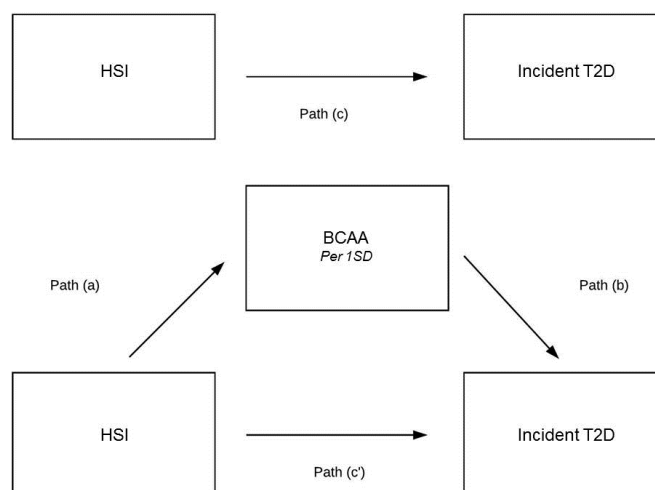 HSI
Incident T2D
Path (c)
BCAA
Per 1SD
Path (a)
Path (b)
HSI
Incident T2D
Path (c')